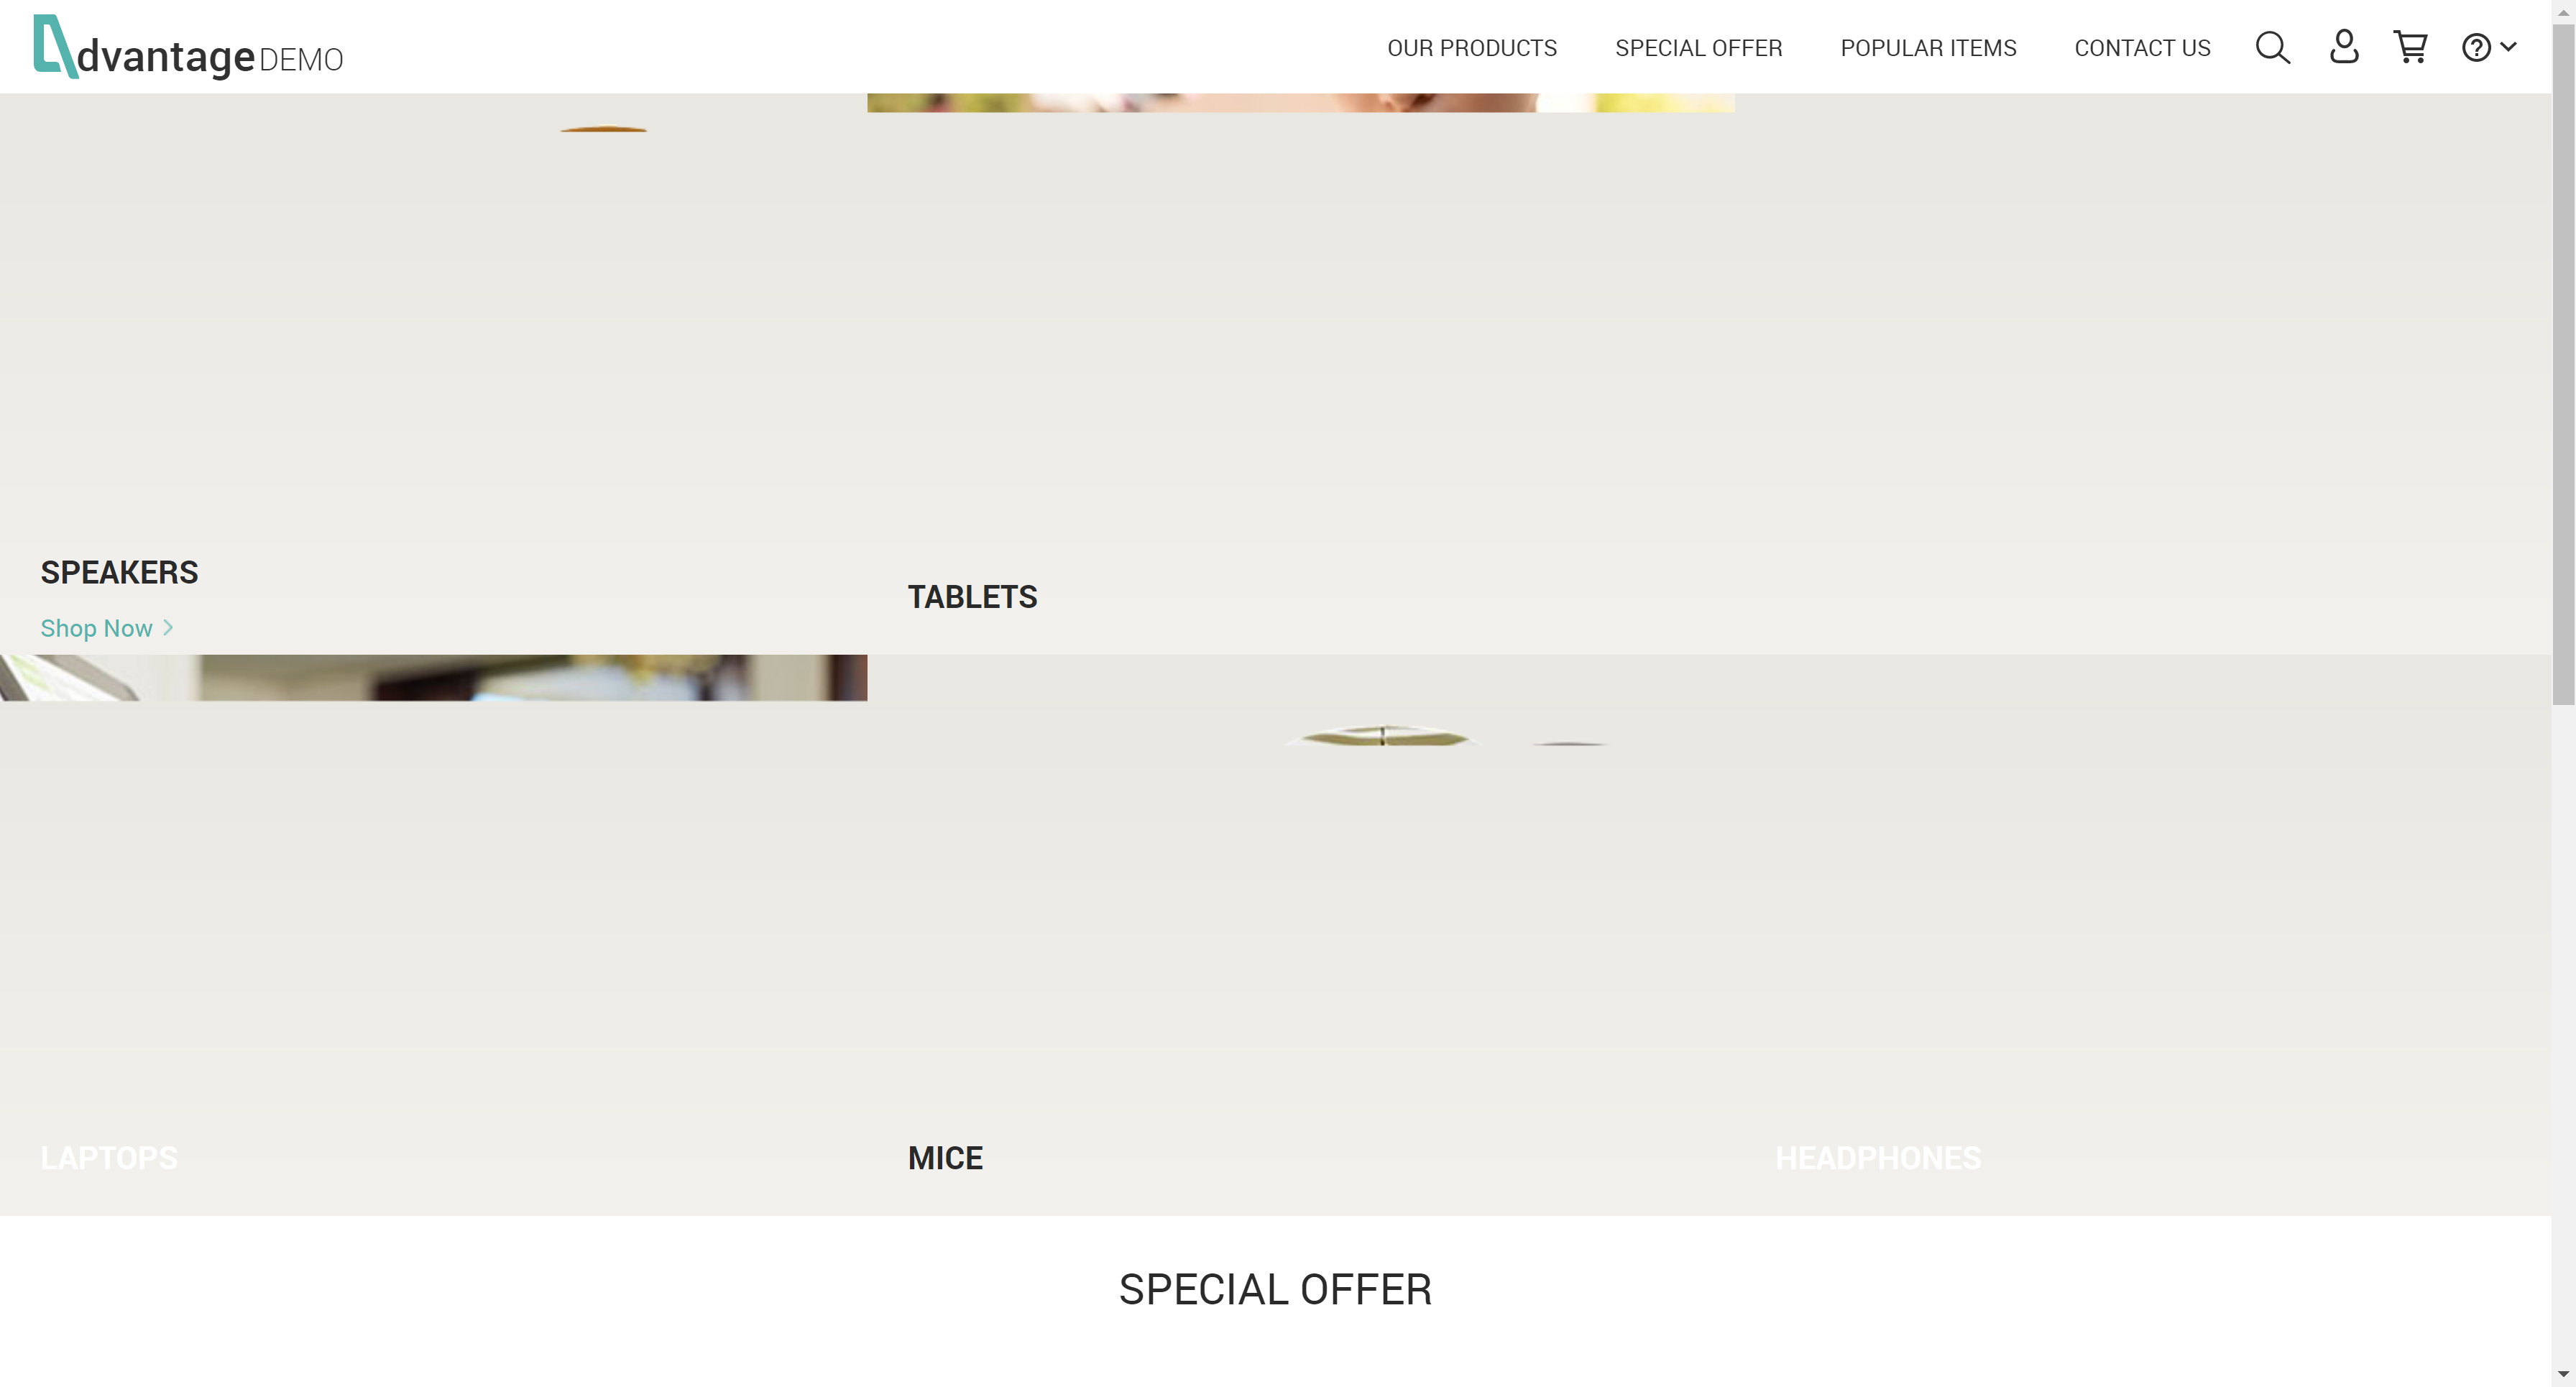 dvantage DEMO
OUR PRODUCTS
SPECIAL OFFER
POPULAR ITEMS
CONTACT US
SPEAKERS
Shop Now
TABLETS
LAPTOPS
MICE
HEADPHONES
SPECIAL OFFER